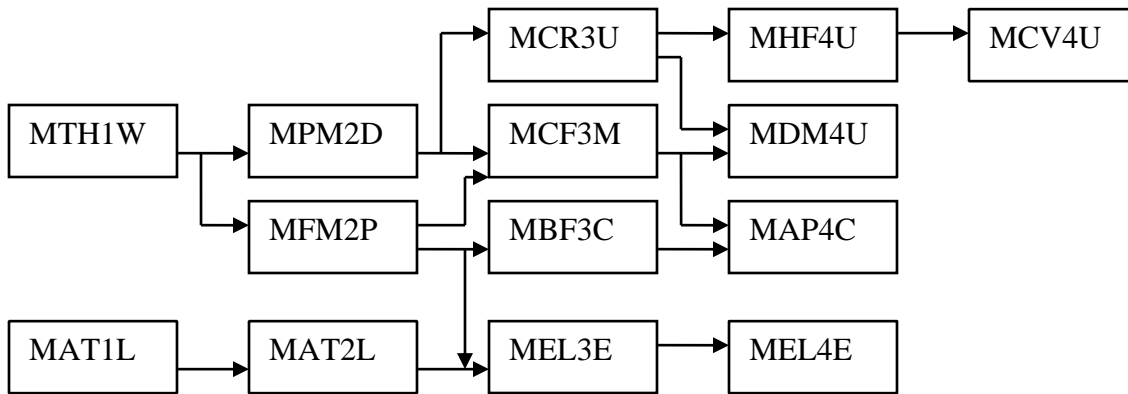 MCR3U MHF4U MCV4U
MTH1W MPM2D MCF3M MDM4U
MFM2P MBF3C MAP4C
MAT1L MAT2L MEL3E MEL4E